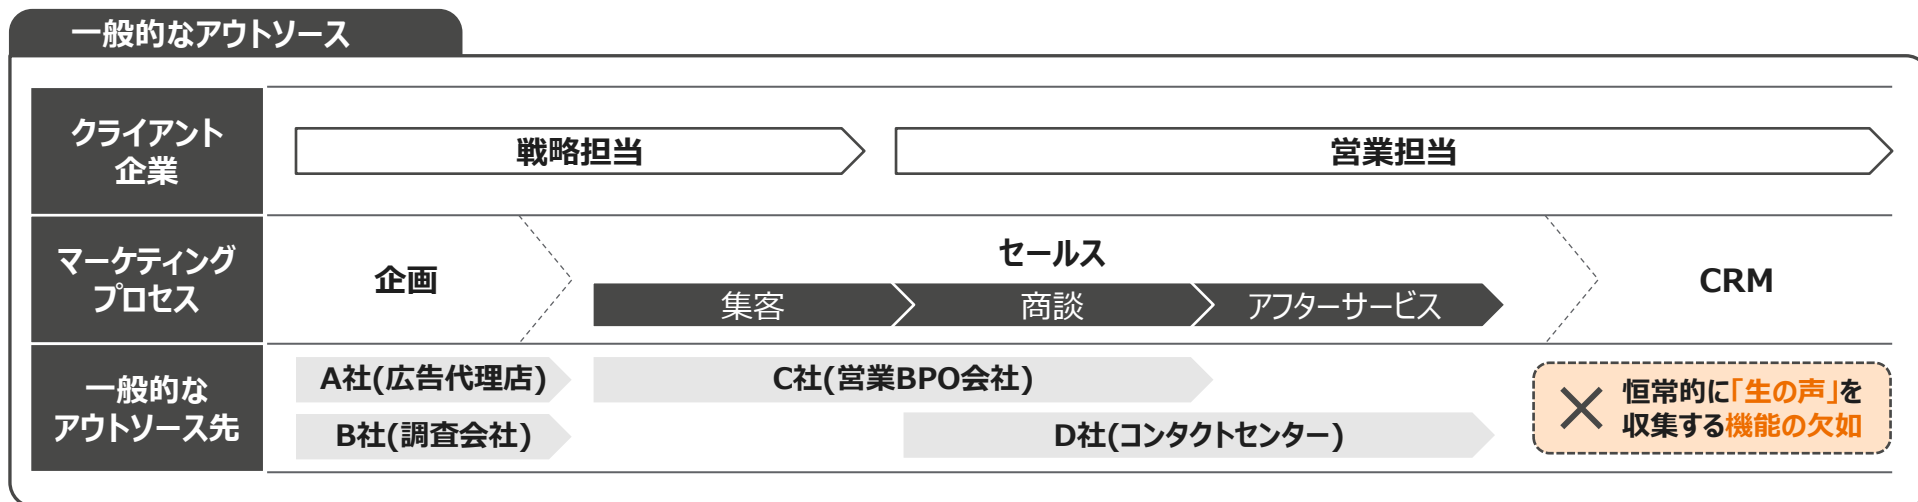 一般的なアウトソース
クライアント
企業
戦略担当
営業担当
マーケティング
プロセス
企画
セールス
集客
商談
アフターサービス
CRM
一般的な
アウトソース先
A社(広告代理店)
C社(営業BPO会社)
B社(調査会社)
D社(コンタクトセンター)
恒常的に「生の声」を
収集する機能の欠如